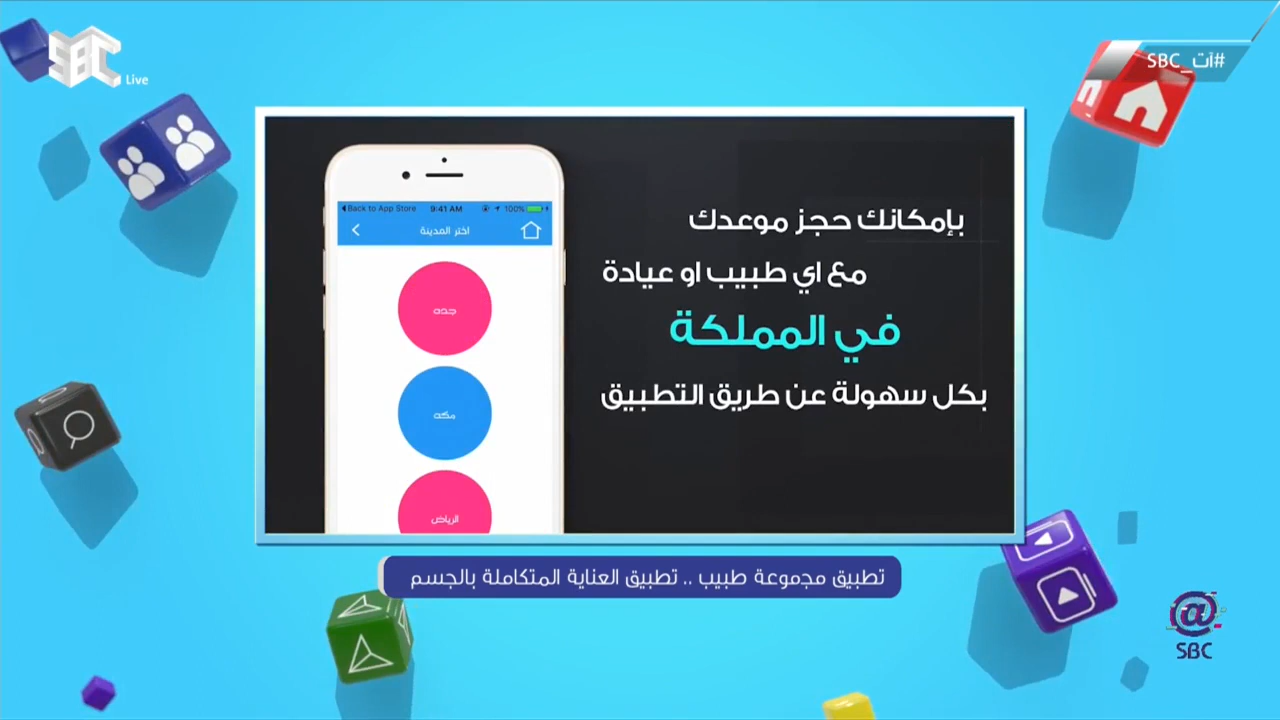 SBC Live
#آت_SBC
بإمكانك حجز موعدك
مع اي طبيب او عيادة
في المملكة
بكل سهولة عن طريق التطبيق
Back to App Store 9:41 AM 100%
اختر المدينة
جده
مكه
الرياض
تطبيق مجموعة طبيب .. تطبيق العناية المتكاملة بالجسم
@
SBC